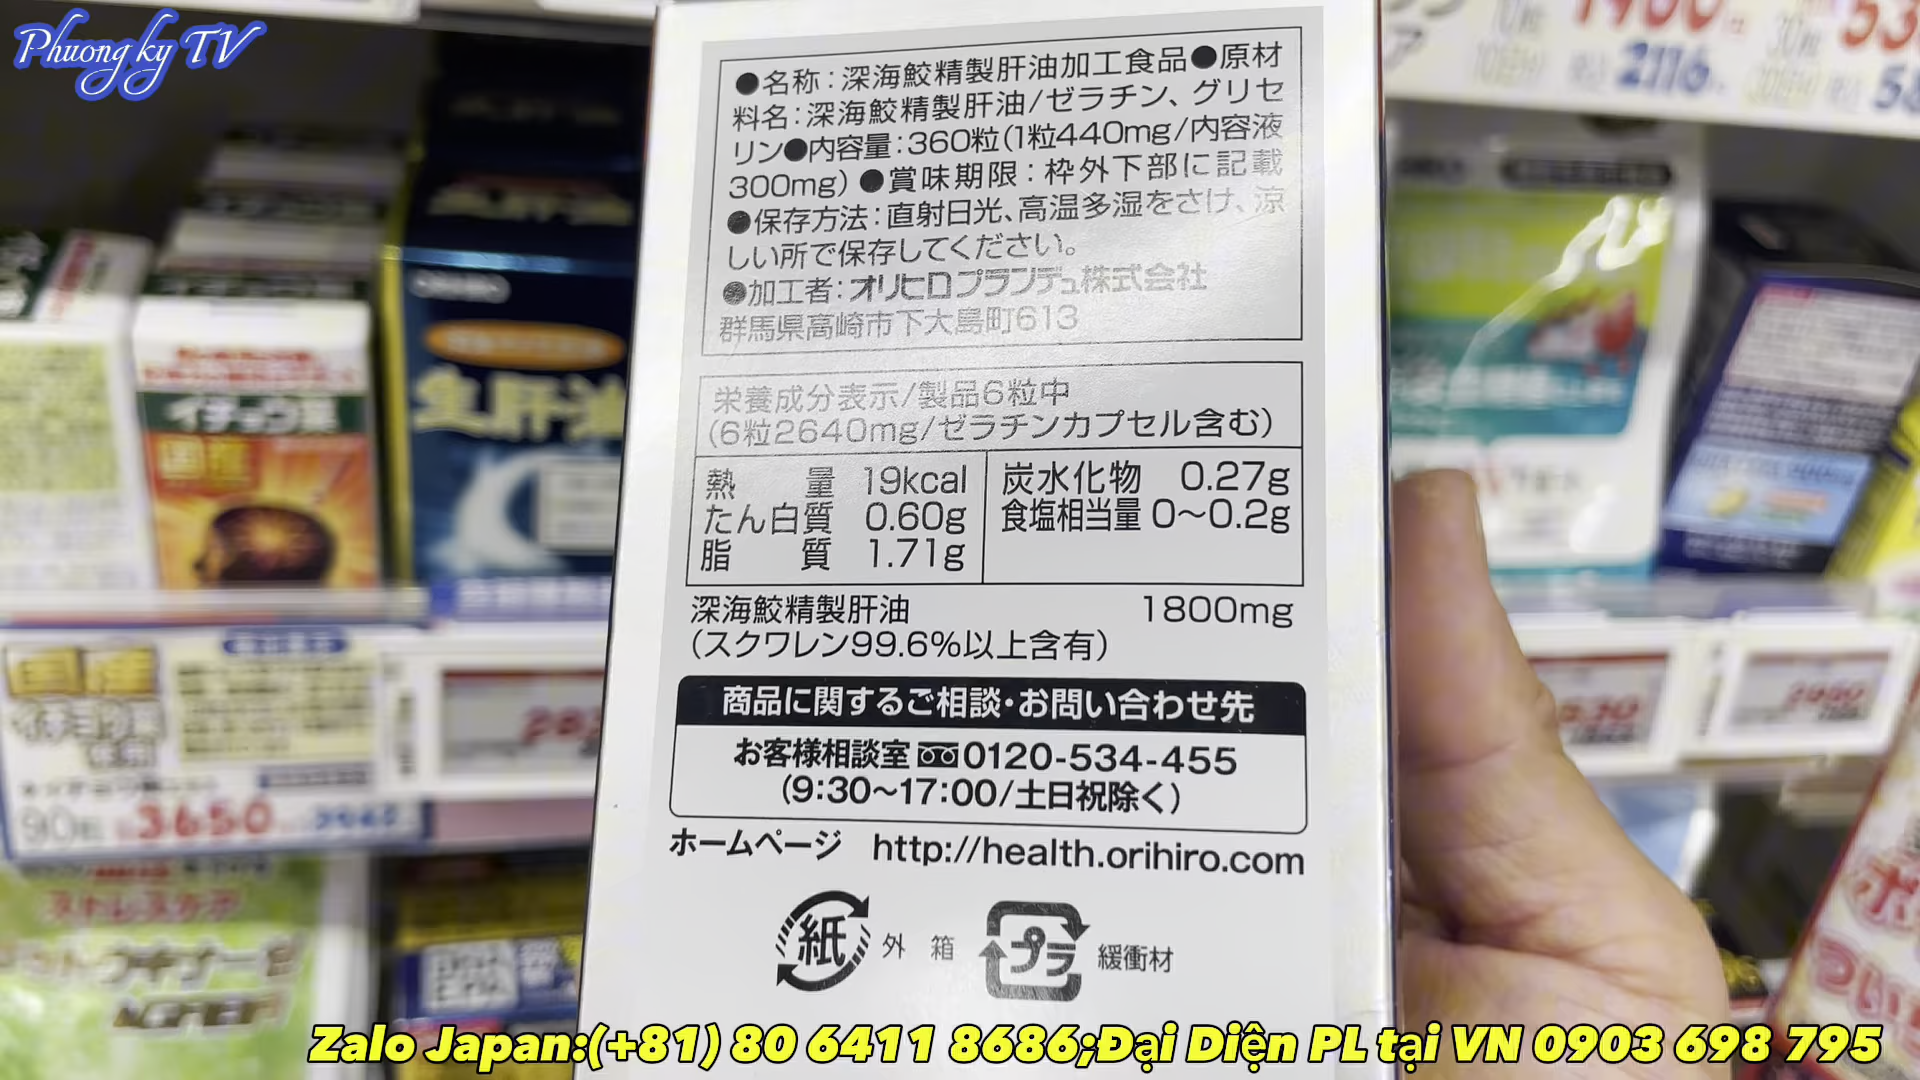 Phuongky TV
●名称:深海鮫精製肝油加工食品●原材
料名:深海鮫精製肝油/ゼラチン、グリセ
リン●内容量:360粒(1粒440mg/内容液
300mg)●賞味期限:枠外下部に記載
●保存方法:直射日光、高温多湿をさけ、涼
しい所で保存してください。
●加工者:オリヒロプランデュ株式会社
群馬県高崎市下大島町613
栄養成分表示/製品6粒中
(6粒2640mg/ゼラチンカプセル含む)
熱量 19kcal
たん白質 0.60g
脂質 1.71g
炭水化物 0.27g
食塩相当量 0~0.2g
深海鮫精製肝油 1800mg
(スクワレン99.6%以上含有)
商品に関するご相談・お問い合わせ先
お客様相談室 0120-534-455
(9:30~17:00/土日祝除く)
ホームページ http://health.orihiro.com
紙 外箱
プラ 緩衝材
イチョウ葉
生肝油
3650
2116
Zalo Japan:(+81) 80 6411 8686;Đại Diện PL tại VN 0903 698 795